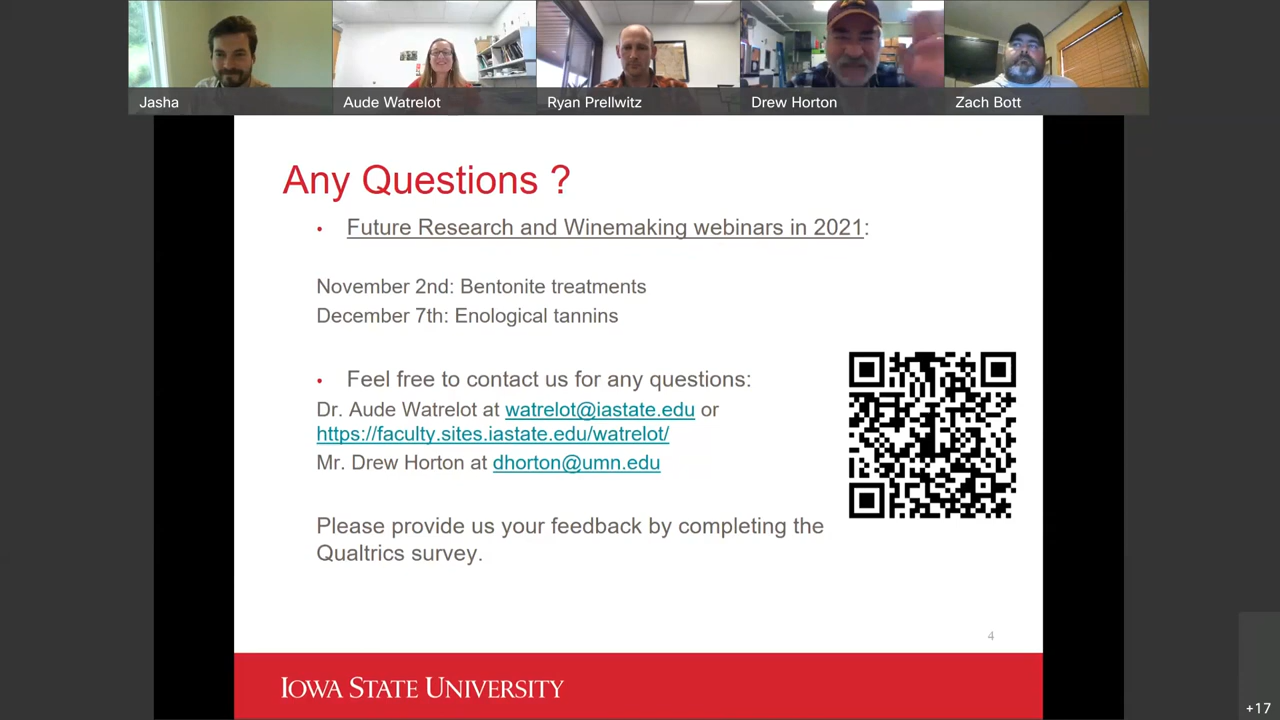 Jasha
Aude Watrelot
Ryan Prellwitz
Drew Horton
Zach Bott
Any Questions ?
• Future Research and Winemaking webinars in 2021:
November 2nd: Bentonite treatments
December 7th: Enological tannins
• Feel free to contact us for any questions:
Dr. Aude Watrelot at watrelot@iastate.edu or
https://faculty.sites.iastate.edu/watrelot/
Mr. Drew Horton at dhorton@umn.edu
Please provide us your feedback by completing the
Qualtrics survey.
4
IOWA STATE UNIVERSITY
+17